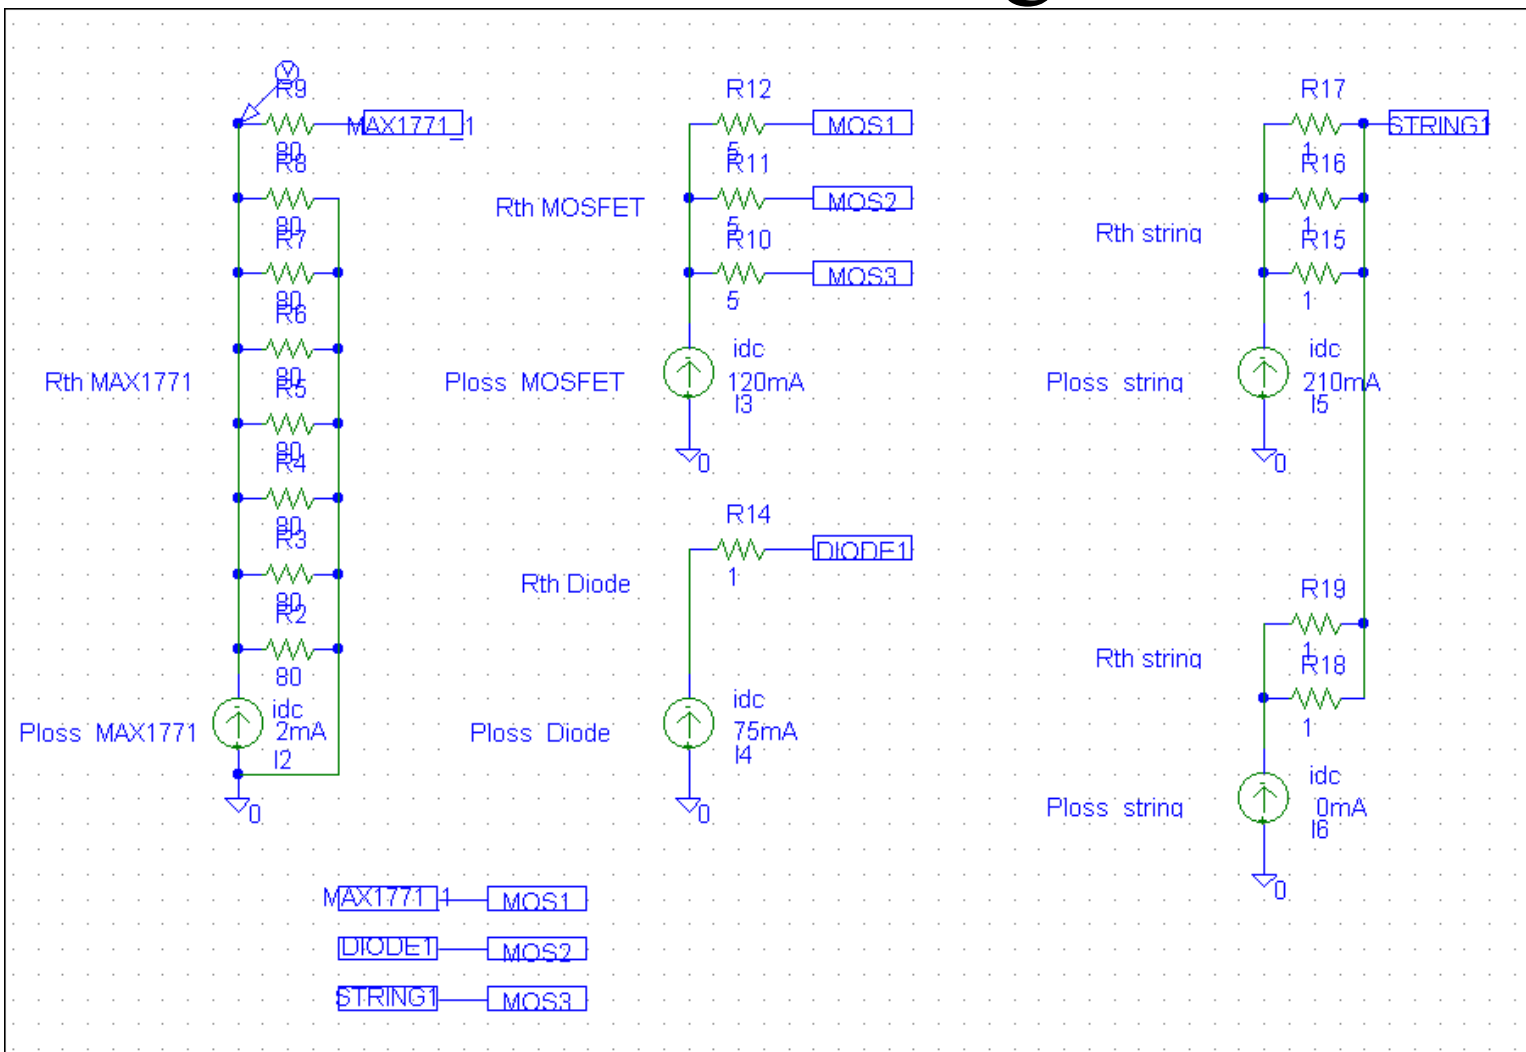 R9
MAX1771_1
80
R8
80
R7
80
R6
80
R5
80
R4
80
R3
80
R2
80
Rth MAX1771
Ploss MAX1771
idc
2mA
I2
0
R12
MOS1
5
R11
MOS2
5
R10
MOS3
5
Rth MOSFET
Ploss MOSFET
idc
120mA
I3
0
R14
DIODE1
1
Rth Diode
Ploss Diode
idc
75mA
I4
0
R17
STRING1
1
R16
1
R15
1
Rth string
Ploss string
idc
210mA
I5
0
R19
1
R18
1
Rth string
Ploss string
idc
0mA
I6
0
MAX1771_1 MOS1
DIODE1 MOS2
STRING1 MOS3